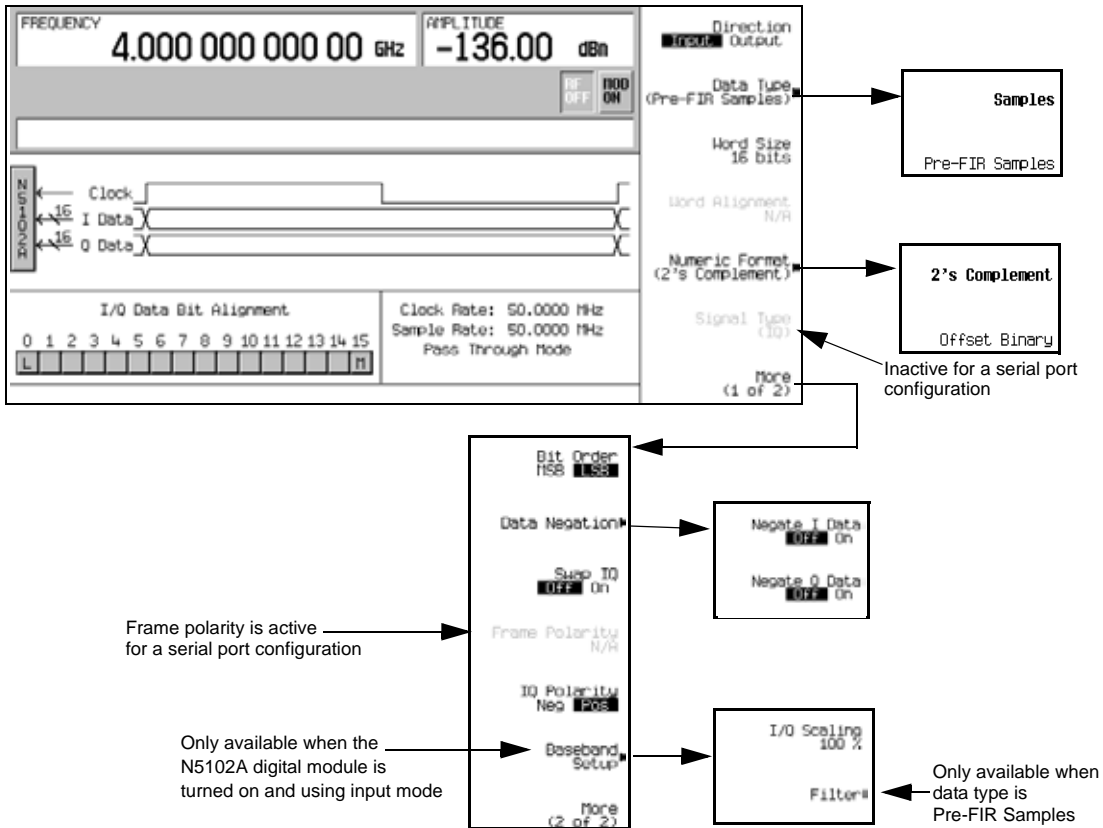 FREQUENCY
4.000 000 000 00 GHz
AMPLITUDE
-136.00 dBm
RF
OFF
MOD
ON
N5102A
Clock
16 I Data
16 Q Data
I/Q Data Bit Alignment
0 1 2 3 4 5 6 7 8 9 10 11 12 13 14 15
L M
Clock Rate: 50.0000 MHz
Sample Rate: 50.0000 MHz
Pass Through Mode
Direction
Input Output
Data Type
(Pre-FIR Samples)
Word Size
16 bits
Word Alignment
N/A
Numeric Format
(2's Complement)
Signal Type
(IQ)
More
(1 of 2)
Samples
Pre-FIR Samples
2's Complement
Offset Binary
Inactive for a serial port
configuration
Bit Order
MSB LSB
Data Negation
Swap IQ
Off On
Frame Polarity
N/A
IQ Polarity
Neg Pos
Baseband
Setup
More
(2 of 2)
Negate I Data
Off On
Negate Q Data
Off On
Frame polarity is active
for a serial port configuration
Only available when the
N5102A digital module is
turned on and using input mode
I/Q Scaling
100 %
Filter
Only available when
data type is
Pre-FIR Samples